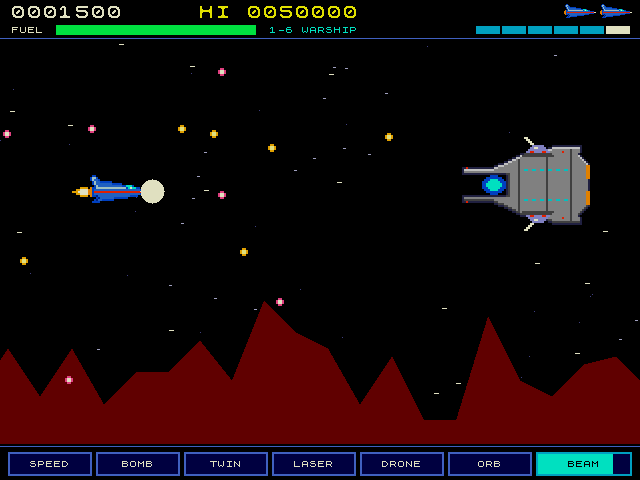 0001500 HI 0050000
FUEL 1-6 WARSHIP
SPEED BOMB TWIN LASER DRONE ORB BEAM